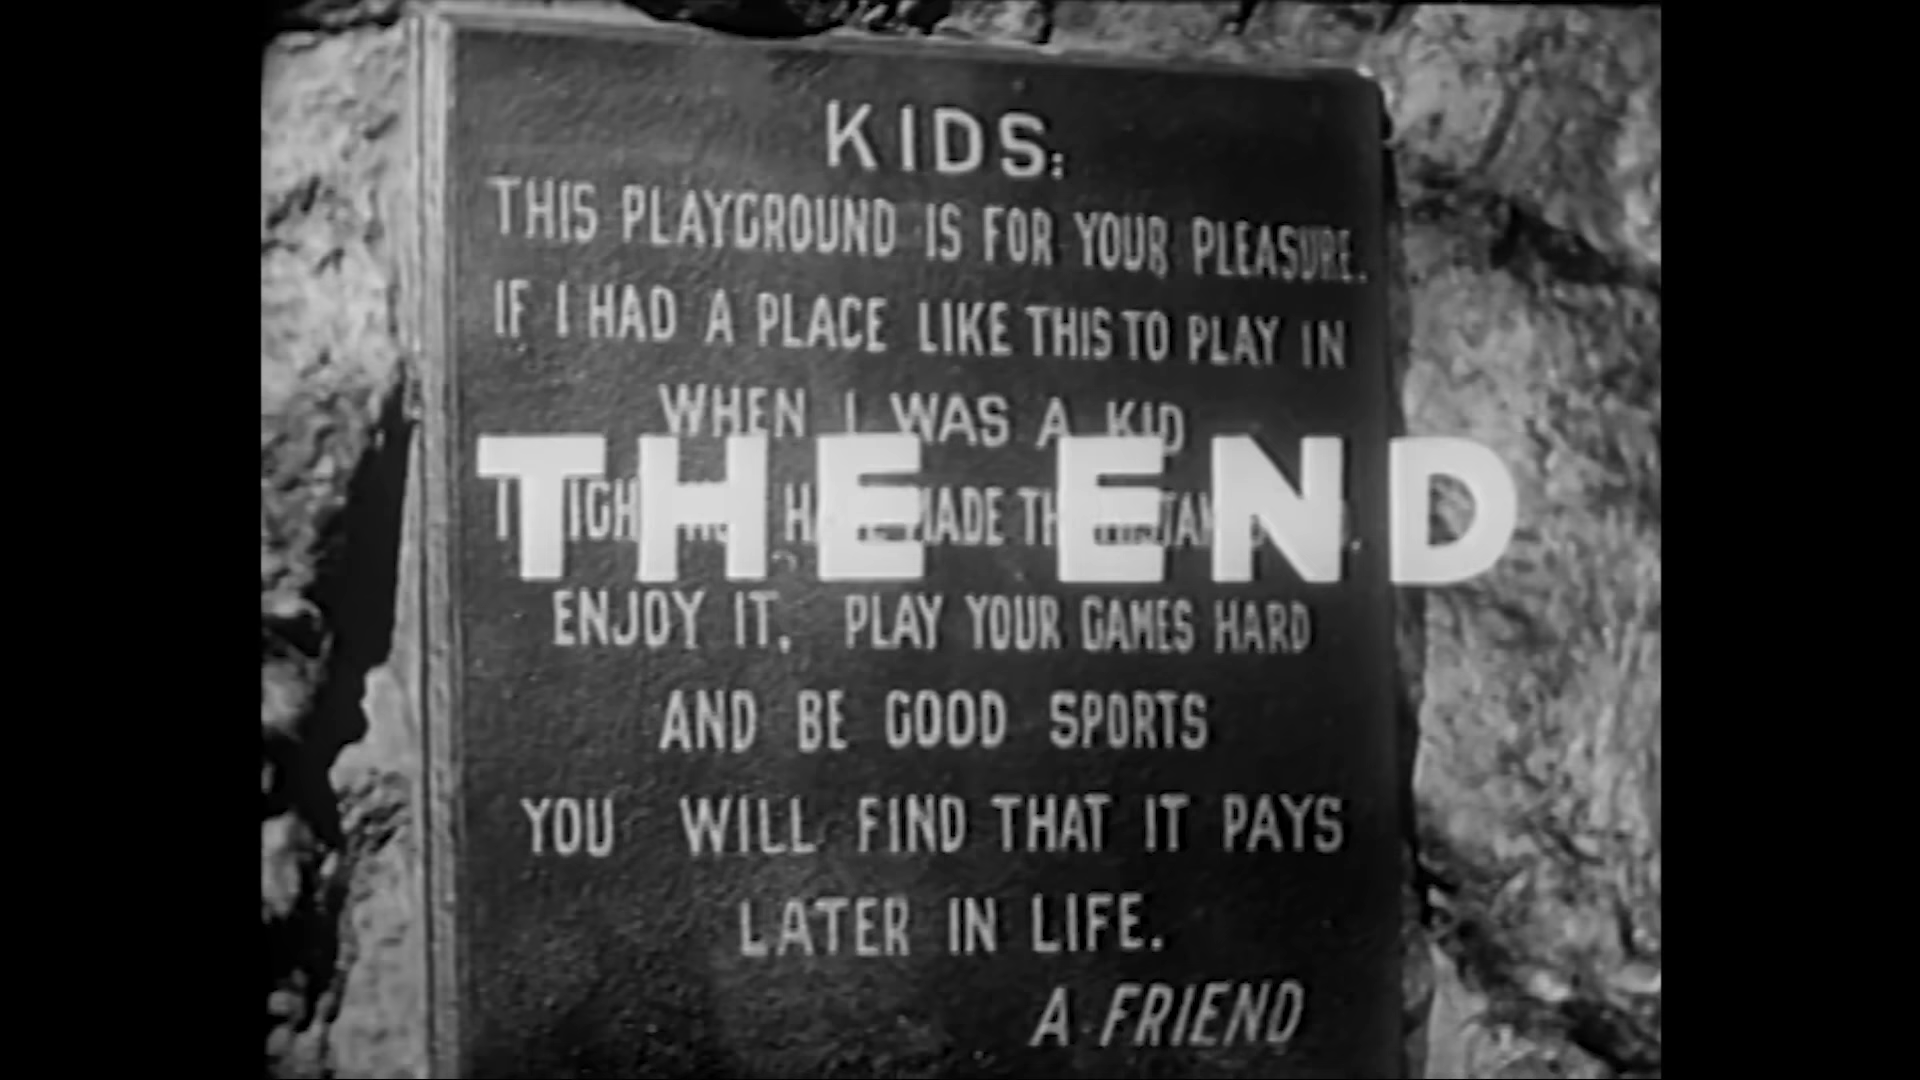 KIDS:
THIS PLAYGROUND IS FOR YOUR PLEASURE.
IF I HAD A PLACE LIKE THIS TO PLAY IN
WHEN I WAS A KID
THE END
ENJOY IT. PLAY YOUR GAMES HARD
AND BE GOOD SPORTS
YOU WILL FIND THAT IT PAYS
LATER IN LIFE.
A FRIEND